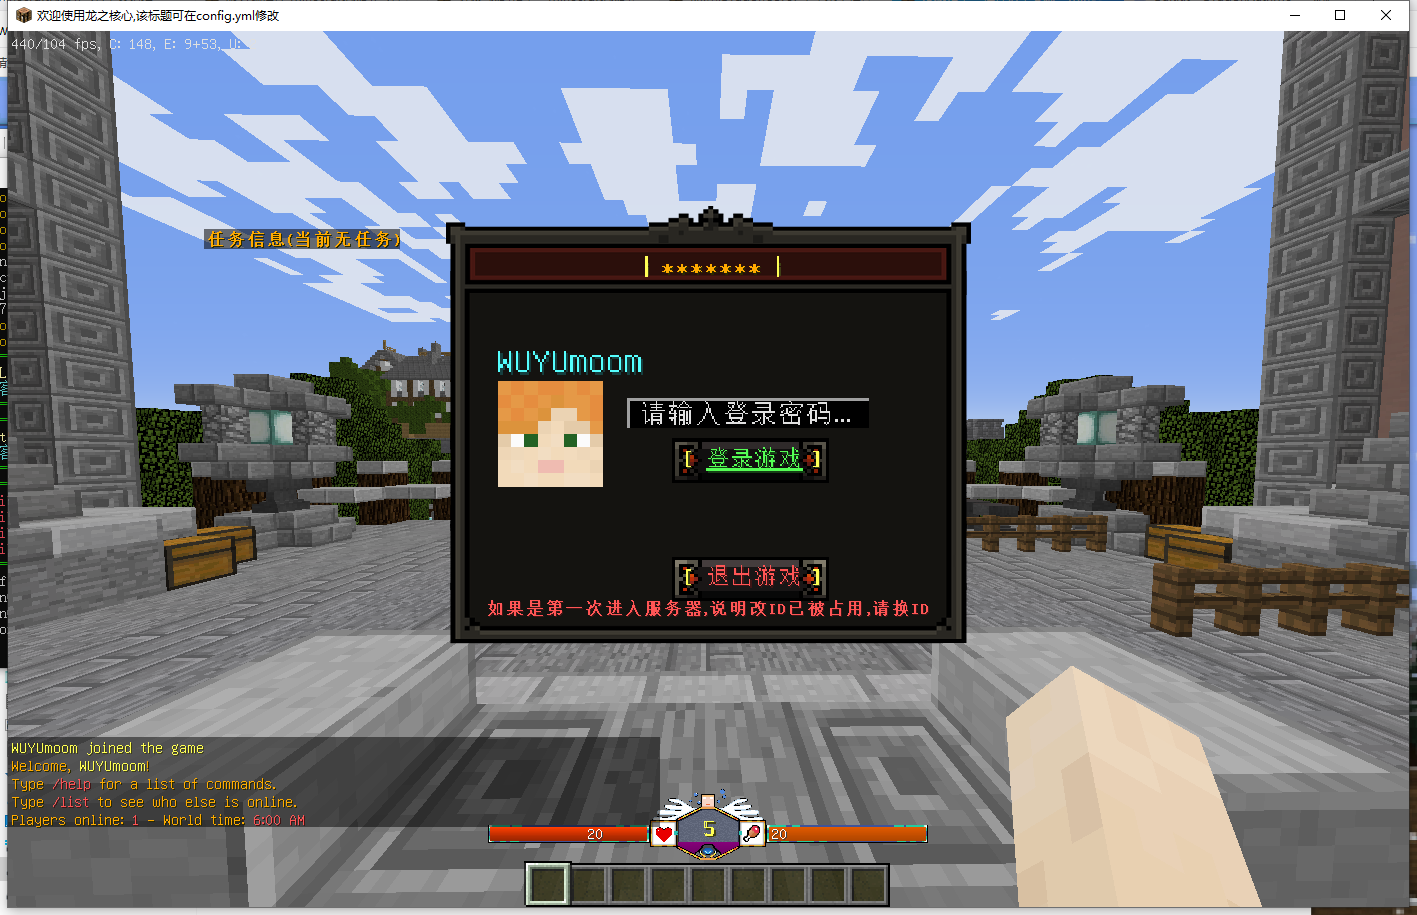 欢迎使用龙之核心,该标题可在config.yml修改
440/104 fps, C: 148, E: 9+53, U:
任务信息(当前无任务)
*******
WUYUmoom
请输入登录密码...
[ 登录游戏 ]
[ 退出游戏 ]
如果是第一次进入服务器,说明改ID已被占用,请换ID
WUYUmoom joined the game
Welcome, WUYUmoom!
Type /help for a list of commands.
Type /list to see who else is online.
Players online: 1 - World time: 6:00 AM
20
5
20